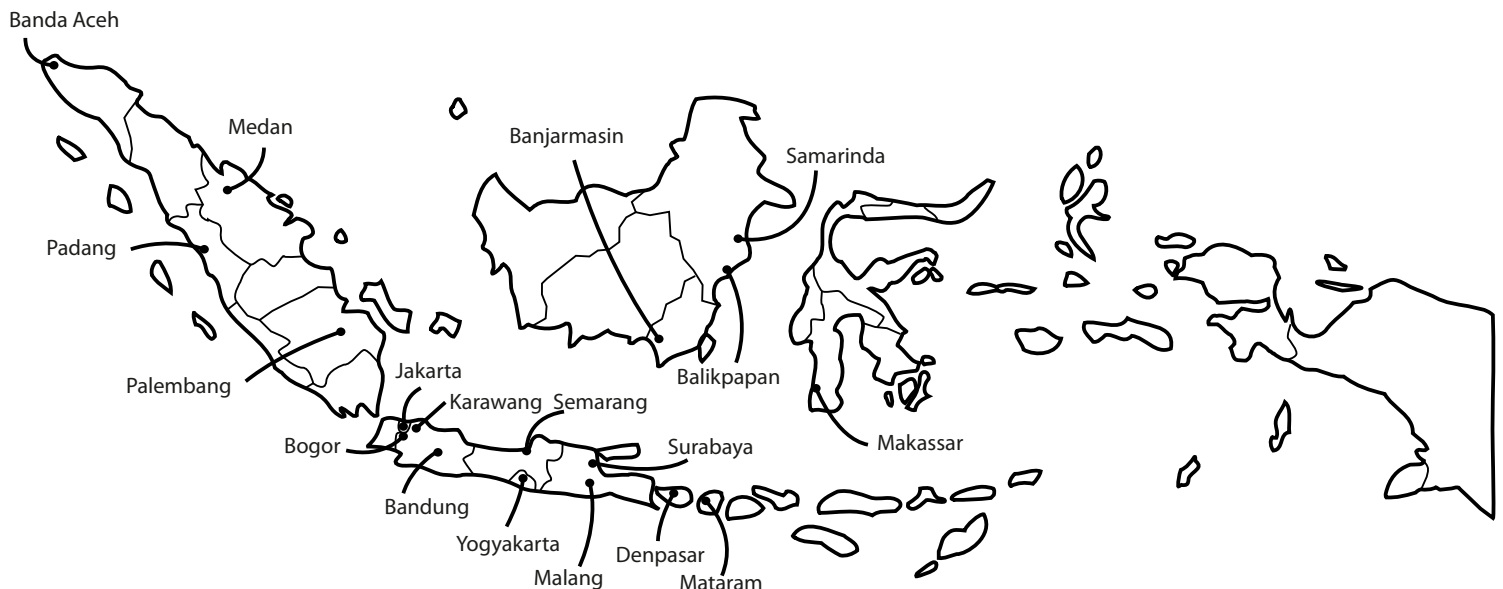 Banda Aceh
Medan
Banjarmasin
Samarinda
Padang
Palembang
Jakarta
Balikpapan
Karawang
Semarang
Bogor
Surabaya
Makassar
Bandung
Yogyakarta
Denpasar
Malang
Mataram